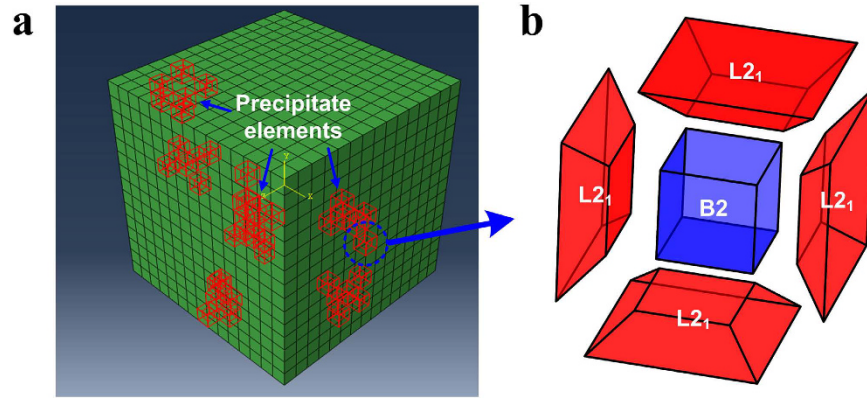 a
Precipitate
elements
Y
X
b
L2₁
L2₁
B2
L2₁
L2₁